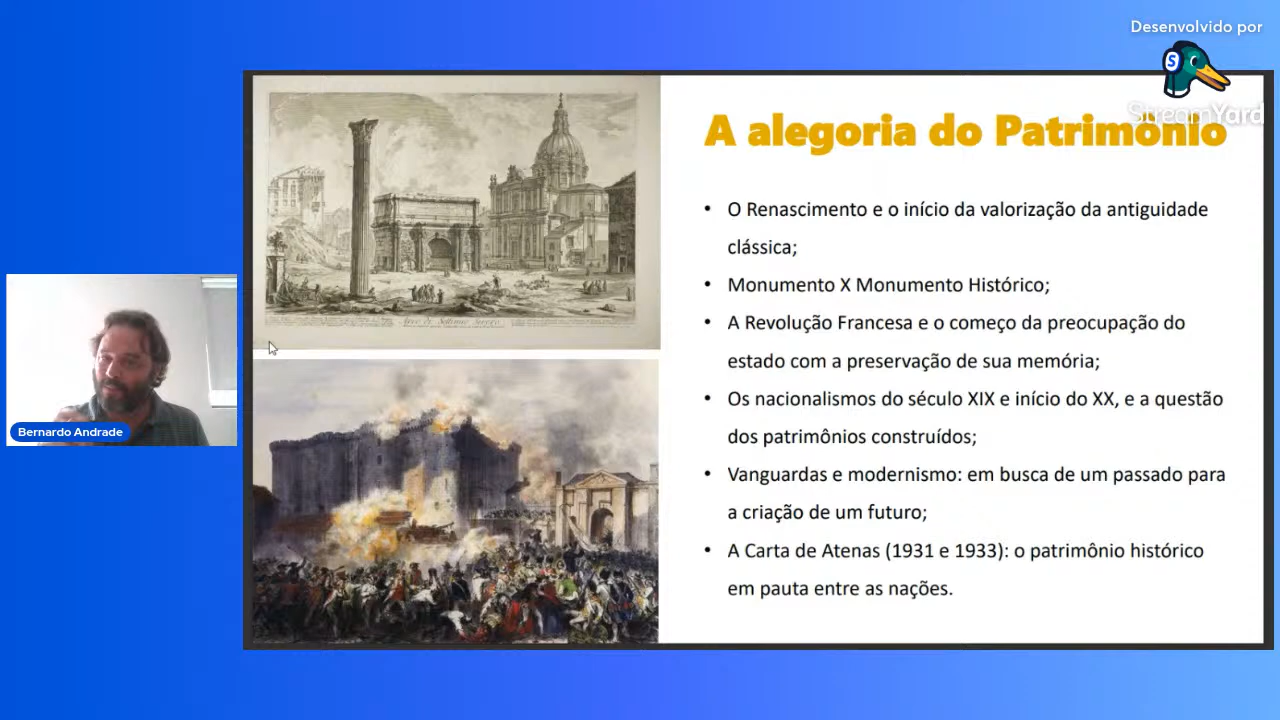 Desenvolvido por
StreamYard
A alegoria do Patrimônio
• O Renascimento e o início da valorização da antiguidade
clássica;
• Monumento X Monumento Histórico;
• A Revolução Francesa e o começo da preocupação do
estado com a preservação de sua memória;
• Os nacionalismos do século XIX e início do XX, e a questão
dos patrimônios construídos;
• Vanguardas e modernismo: em busca de um passado para
a criação de um futuro;
• A Carta de Atenas (1931 e 1933): o patrimônio histórico
em pauta entre as nações.
Bernardo Andrade